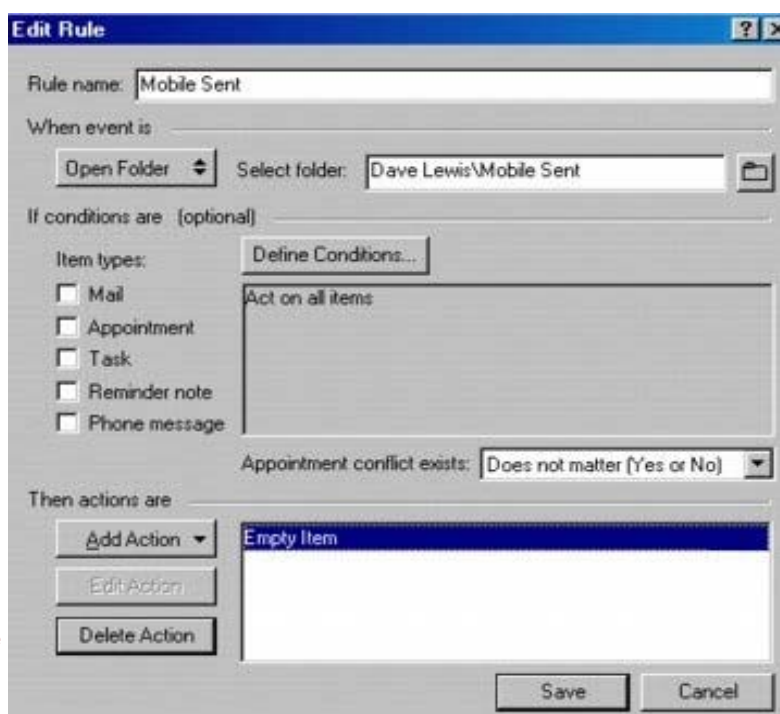 Edit Rule
Rule name: Mobile Sent
When event is
Open Folder Select folder: Dave Lewis\Mobile Sent
If conditions are (optional)
Item types: Define Conditions...
Mail
Appointment
Task
Reminder note
Phone message
Act on all items
Appointment conflict exists: Does not matter (Yes or No)
Then actions are
Add Action
Edit Action
Delete Action
Empty Item
Save Cancel